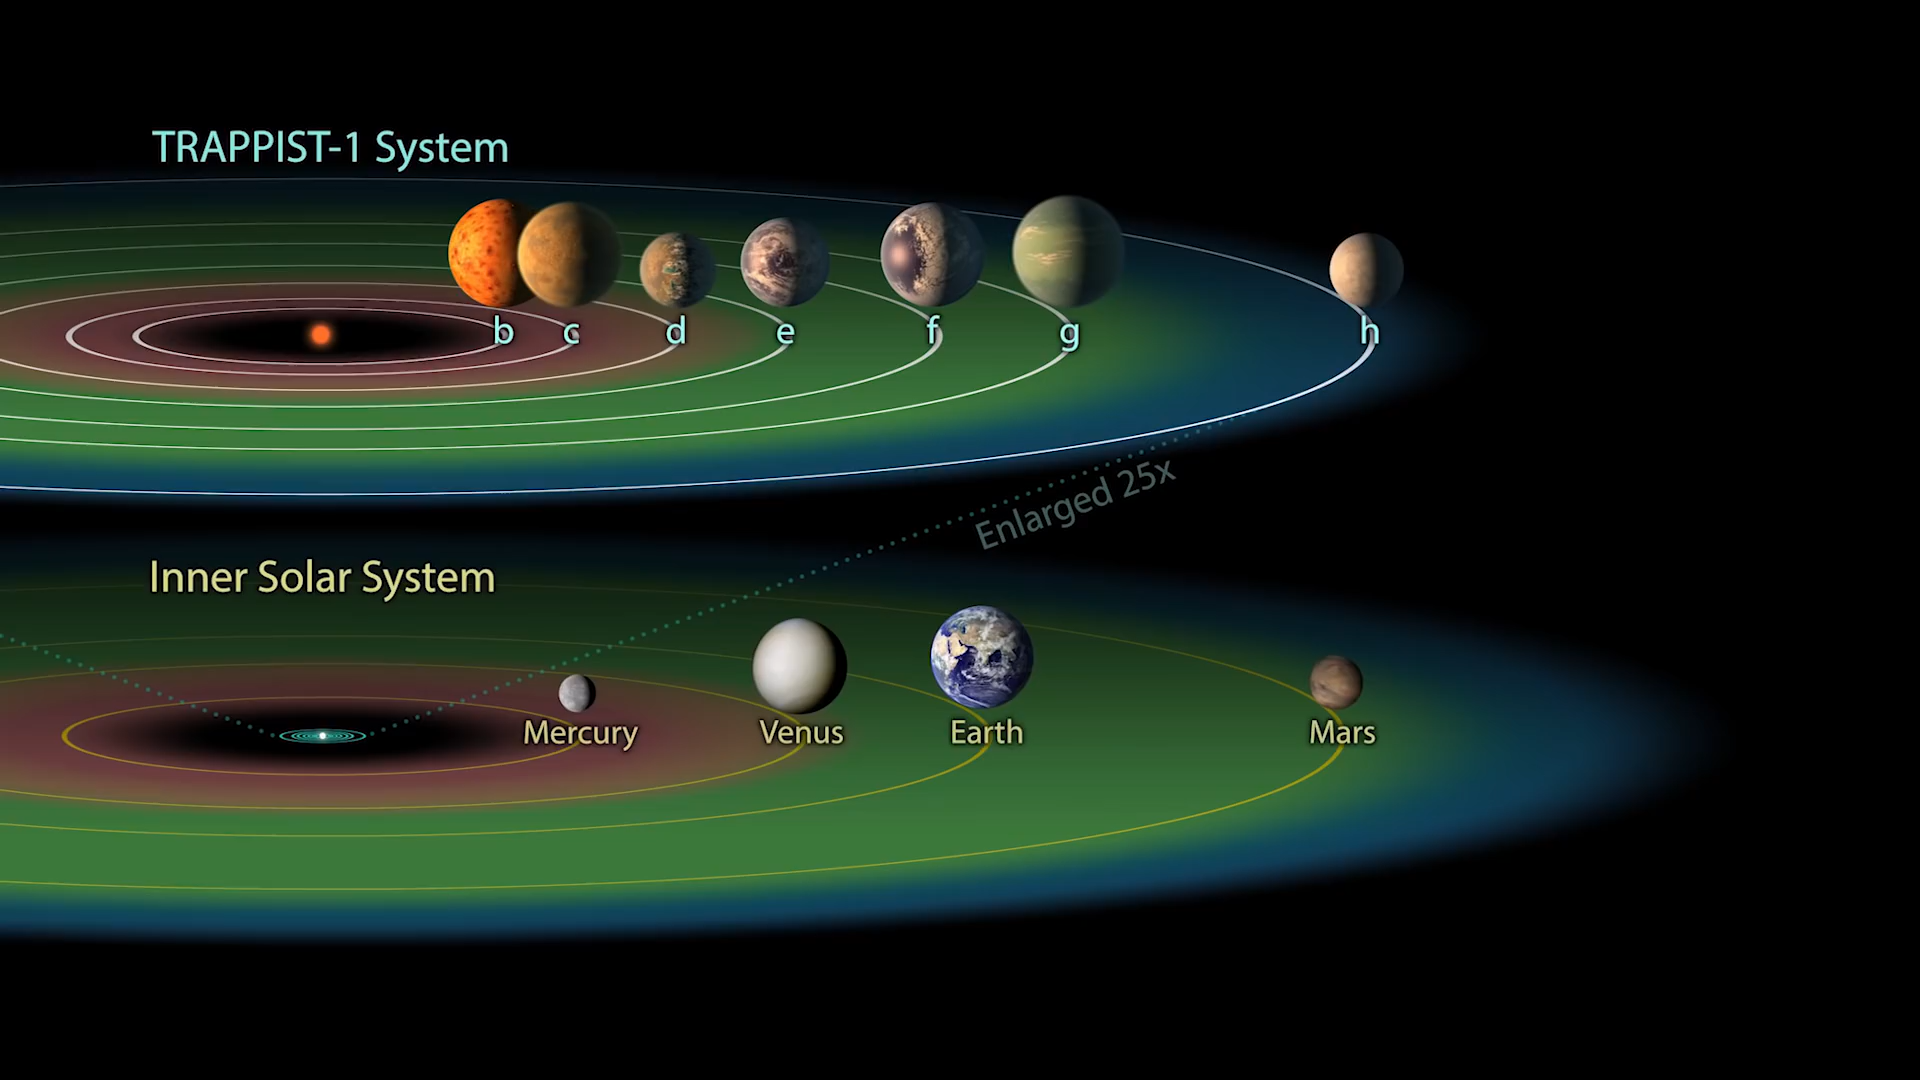 TRAPPIST-1 System
b c d e f g h
Enlarged 25x
Inner Solar System
Mercury Venus Earth Mars